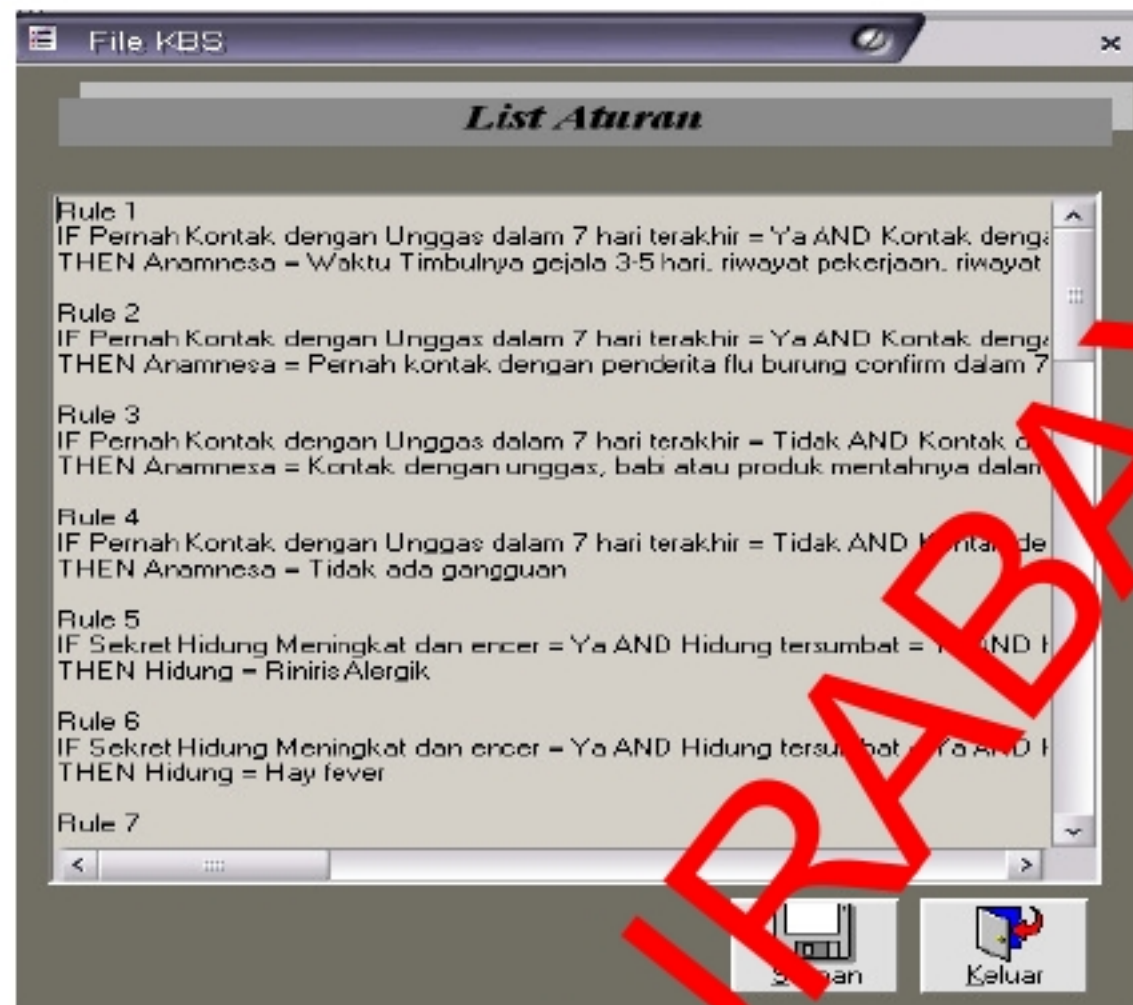 File KBS
List Aturan
Rule 1
IF Pernah Kontak dengan Unggas dalam 7 hari terakhir = Ya AND Kontak
THEN Anamnesa = Waktu Timbulnya gejala 3-5 hari, riwayat pekerjaan, riwayat
Rule 2
IF Pernah Kontak dengan Unggas dalam 7 hari terakhir = Ya AND Kontak
THEN Anamnesa = Pernah kontak dengan penderita flu burung confirm dalam 7
Rule 3
IF Pernah Kontak dengan Unggas dalam 7 hari terakhir = Tidak AND Kontak
THEN Anamnesa = Kontak dengan unggas, babi atau produk mentahnya
Rule 4
IF Pernah Kontak dengan Unggas dalam 7 hari terakhir = Tidak AND
THEN Anamnesa = Tidak ada gangguan
Rule 5
IF Sekret Hidung Meningkat dan encer = Ya AND Hidung tersumbat = AND
THEN Hidung = Riniris Alergik
Rule 6
IF Sekret Hidung Meningkat dan encer = Ya AND Hidung = Ya AND
THEN Hidung = Hay fever
Rule 7
Keluar
RABA